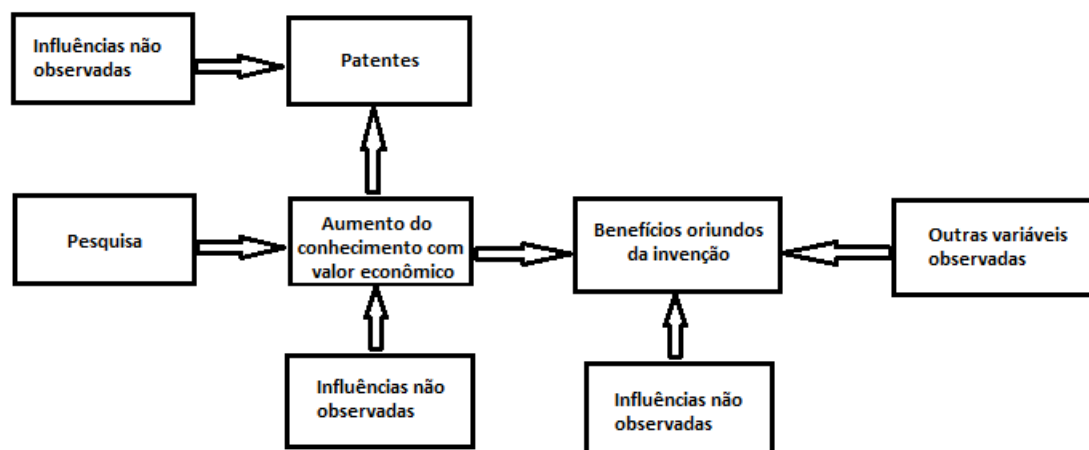 Influências não
observadas
Patentes
Pesquisa
Aumento do
conhecimento com
valor econômico
Benefícios oriundos
da invenção
Outras variáveis
observadas
Influências não
observadas
Influências não
observadas